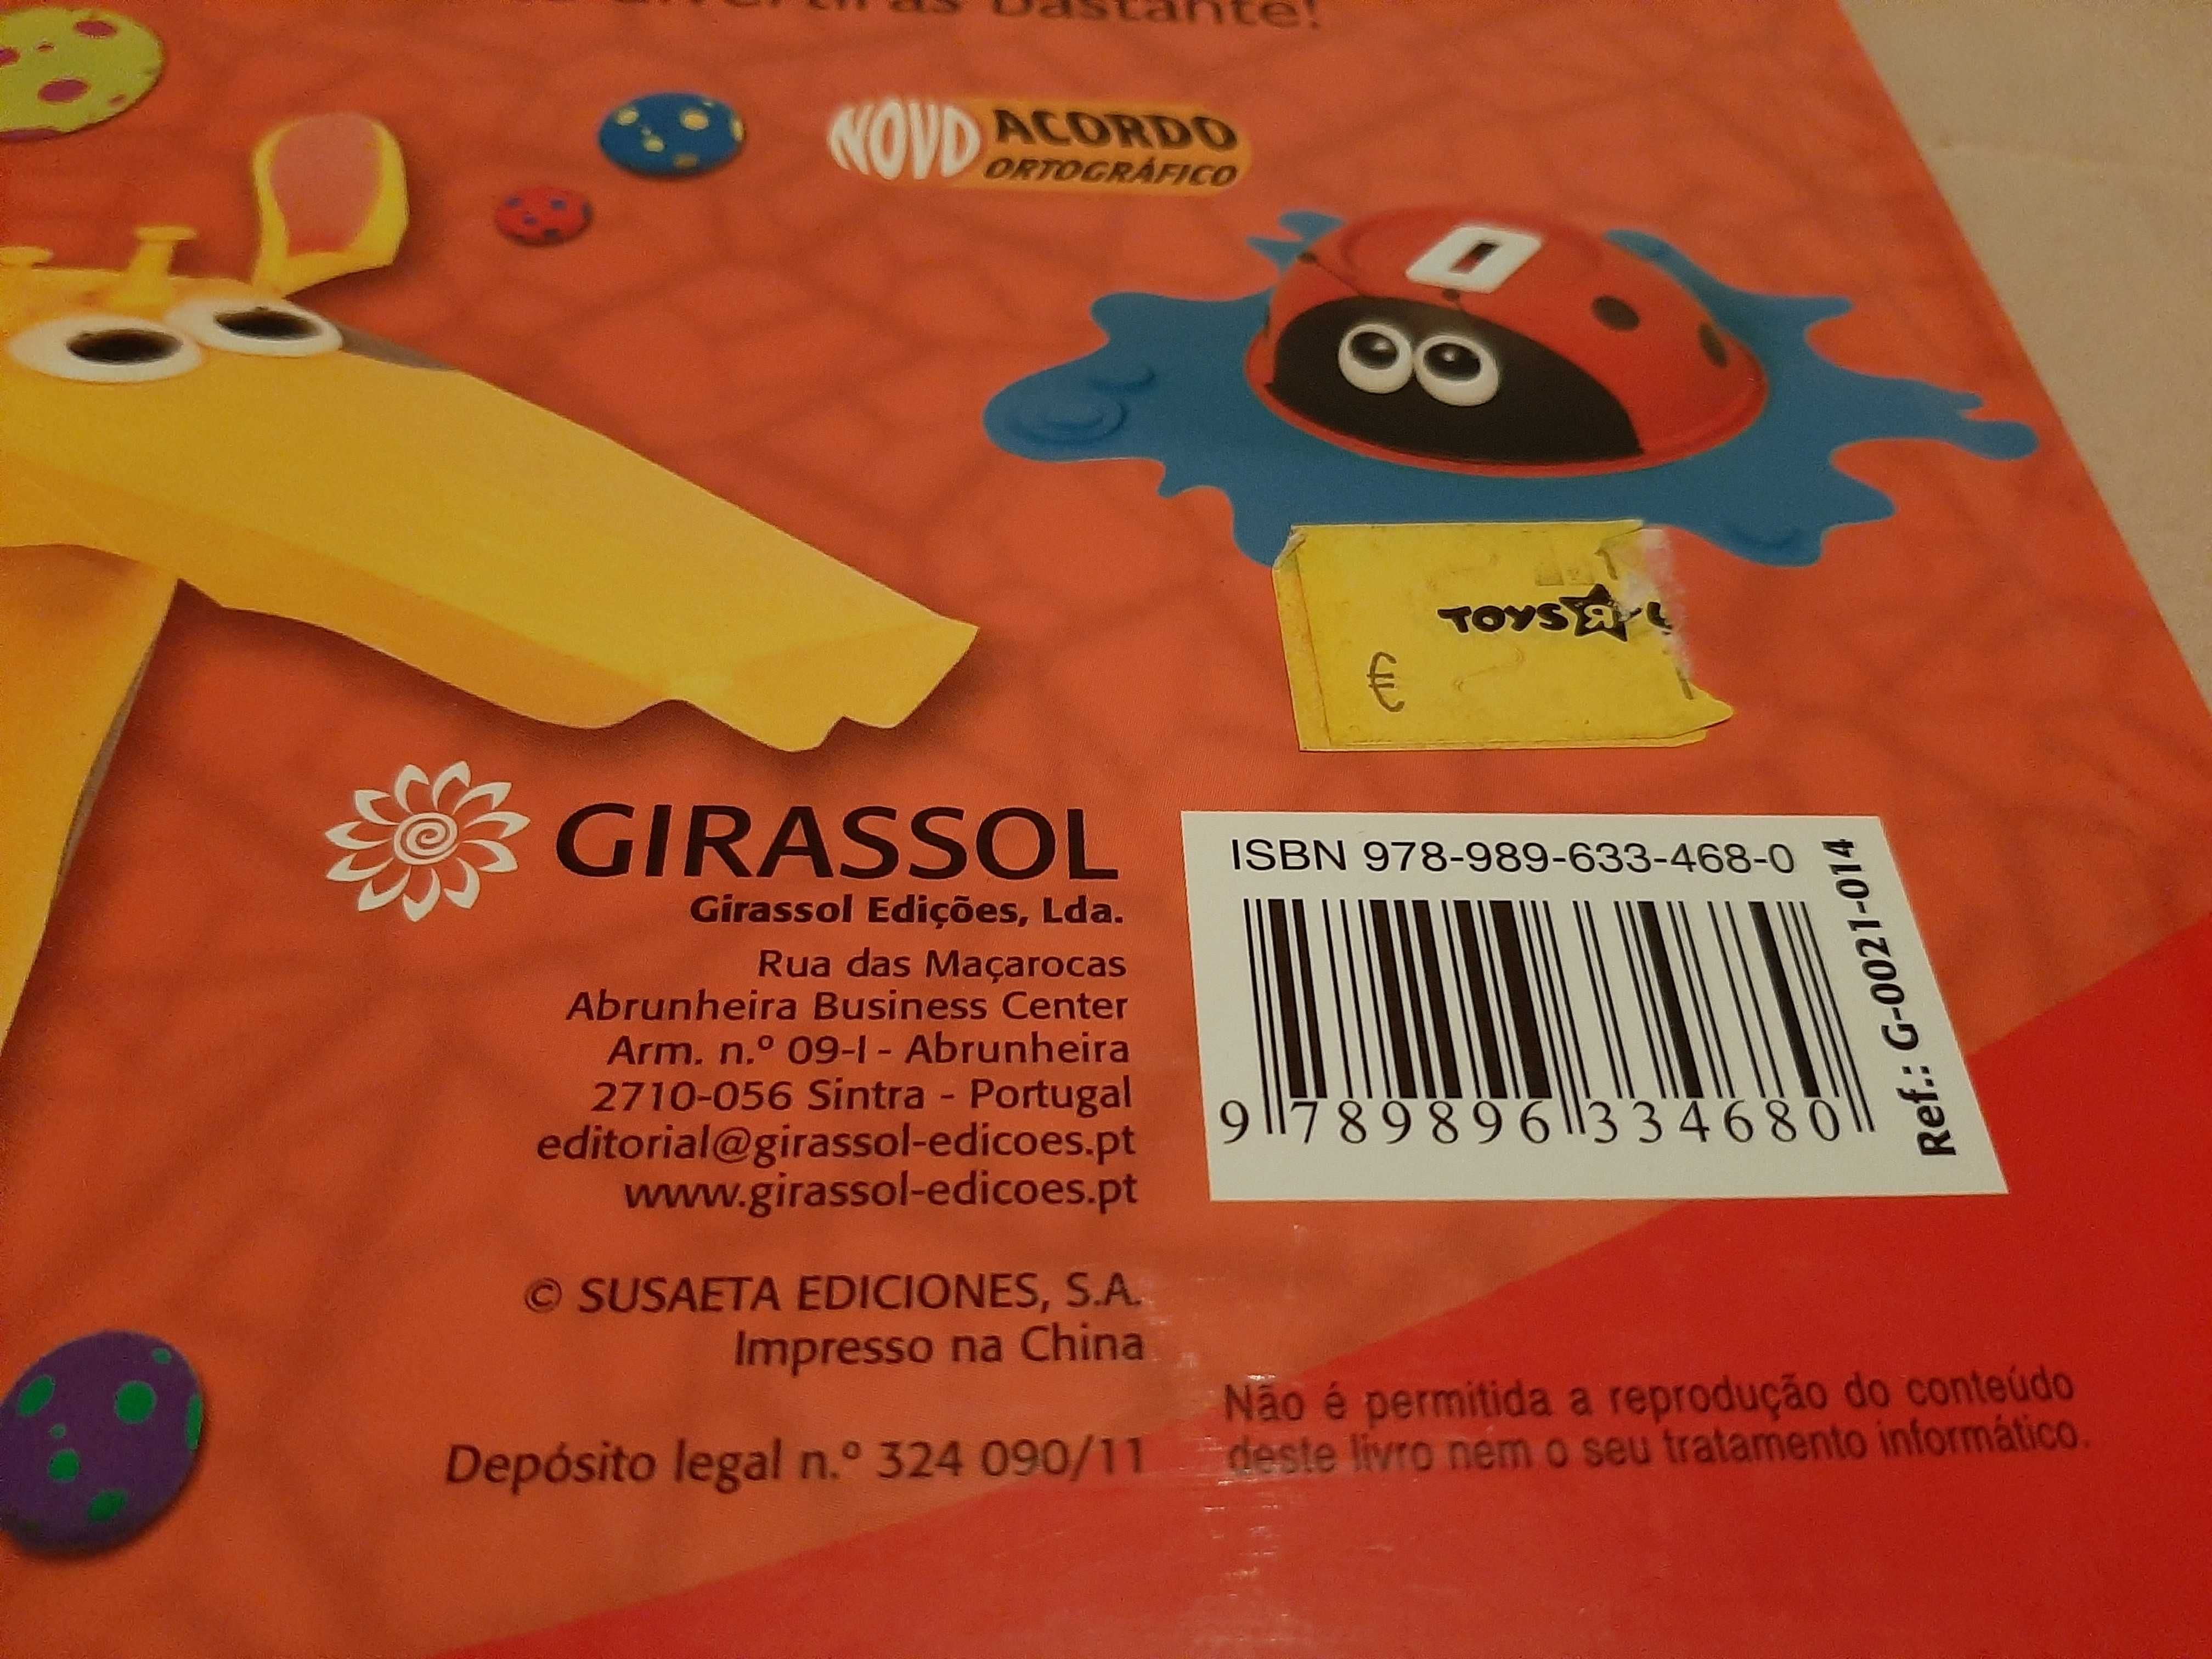 bastante!
NOVO ACORDO
ORTOGRÁFICO
TOYS R
€
GIRASSOL
Girassol Edições, Lda.
Rua das Maçarocas
Abrunheira Business Center
Arm. n.º 09-I - Abrunheira
2710-056 Sintra - Portugal
editorial@girassol-edicoes.pt
www.girassol-edicoes.pt
© SUSAETA EDICIONES, S.A.
Impresso na China
Depósito legal n.º 324 090/11
ISBN 978-989-633-468-0
9 789896 334680
Ref.: G-0021-014
Não é permitida a reprodução do conteúdo
deste livro nem o seu tratamento informático.